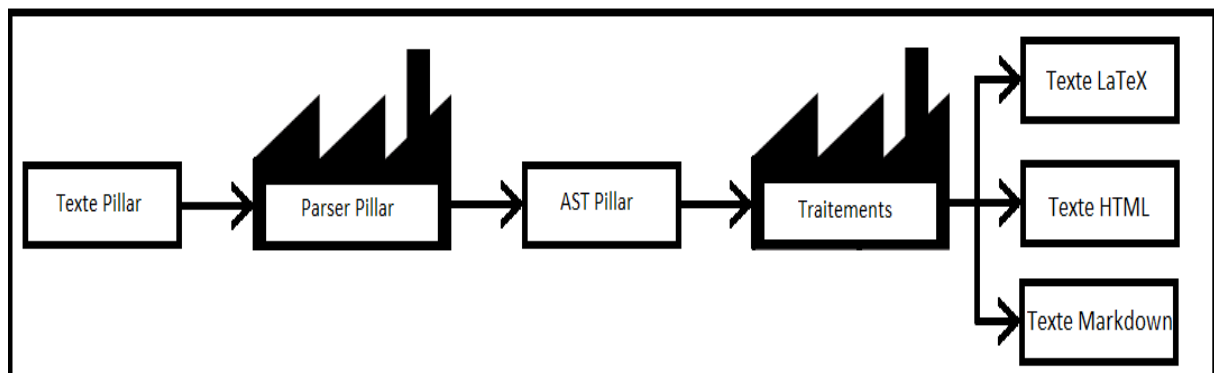 Texte Pillar
Parser Pillar
AST Pillar
Traitements
Texte LaTeX
Texte HTML
Texte Markdown